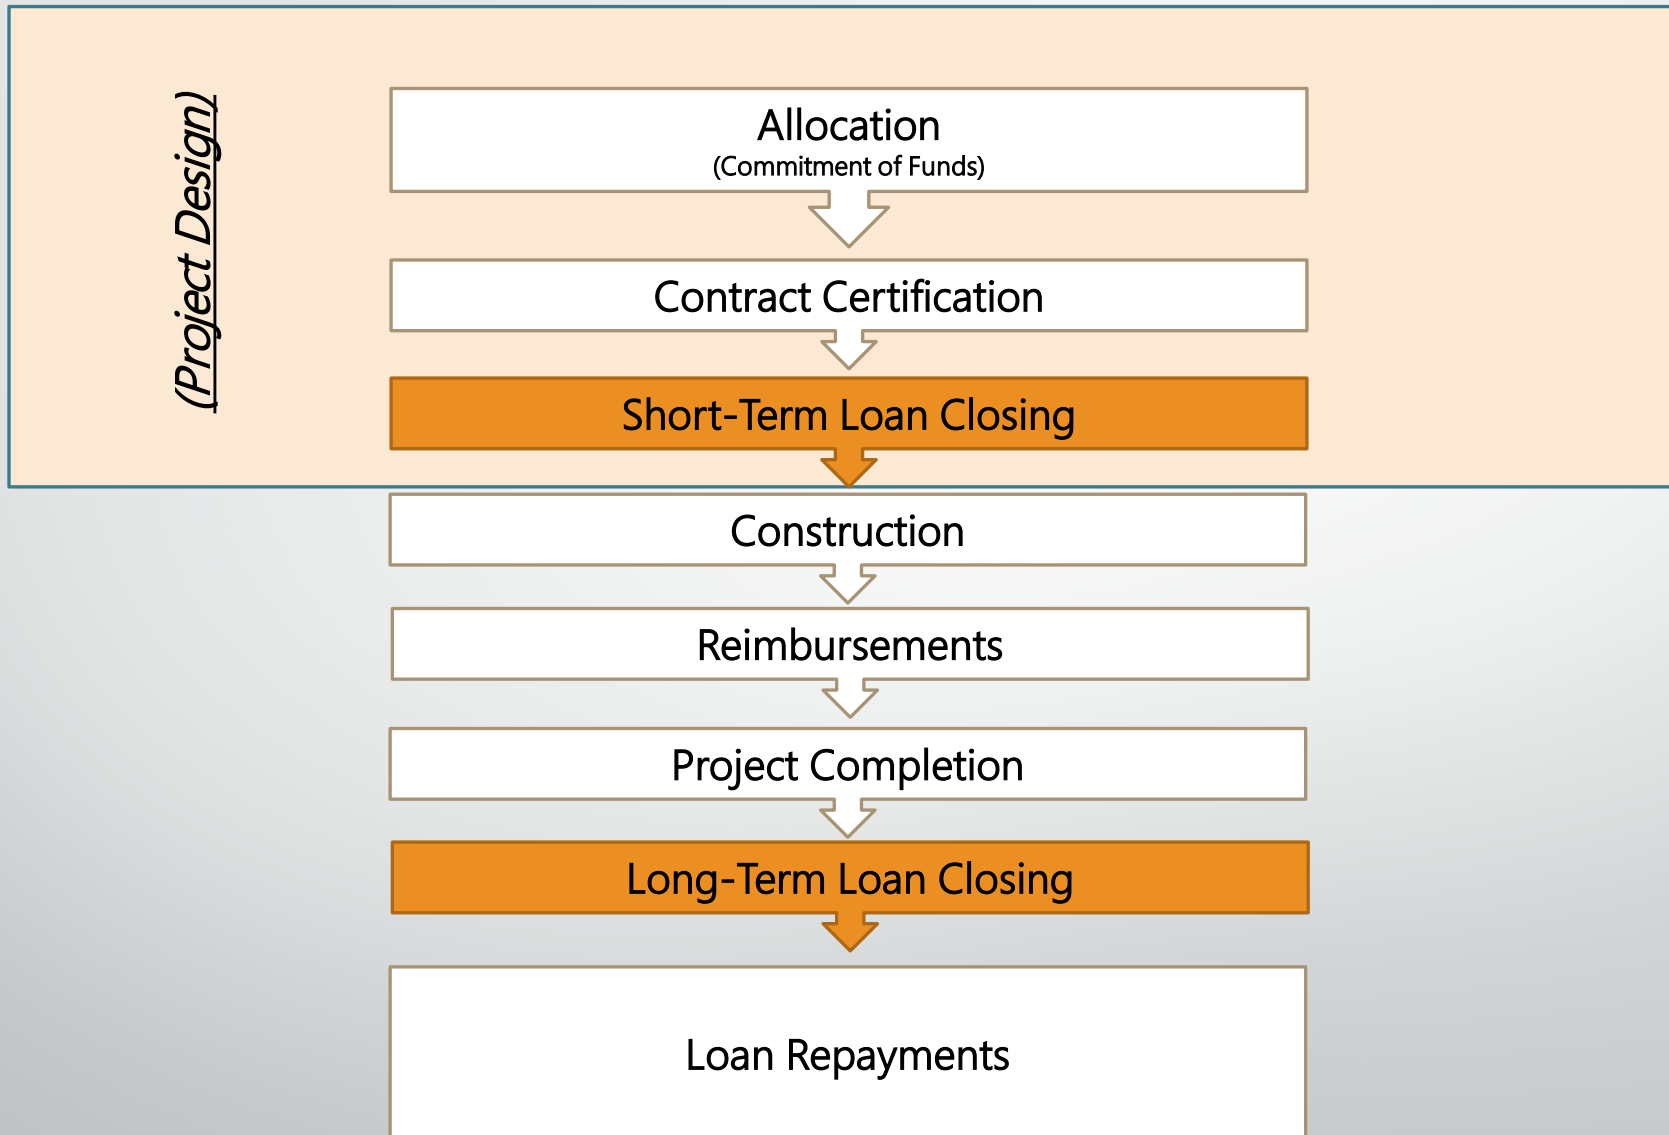 (Project Design)
Allocation
(Commitment of Funds)
Contract Certification
Short-Term Loan Closing
Construction
Reimbursements
Project Completion
Long-Term Loan Closing
Loan Repayments